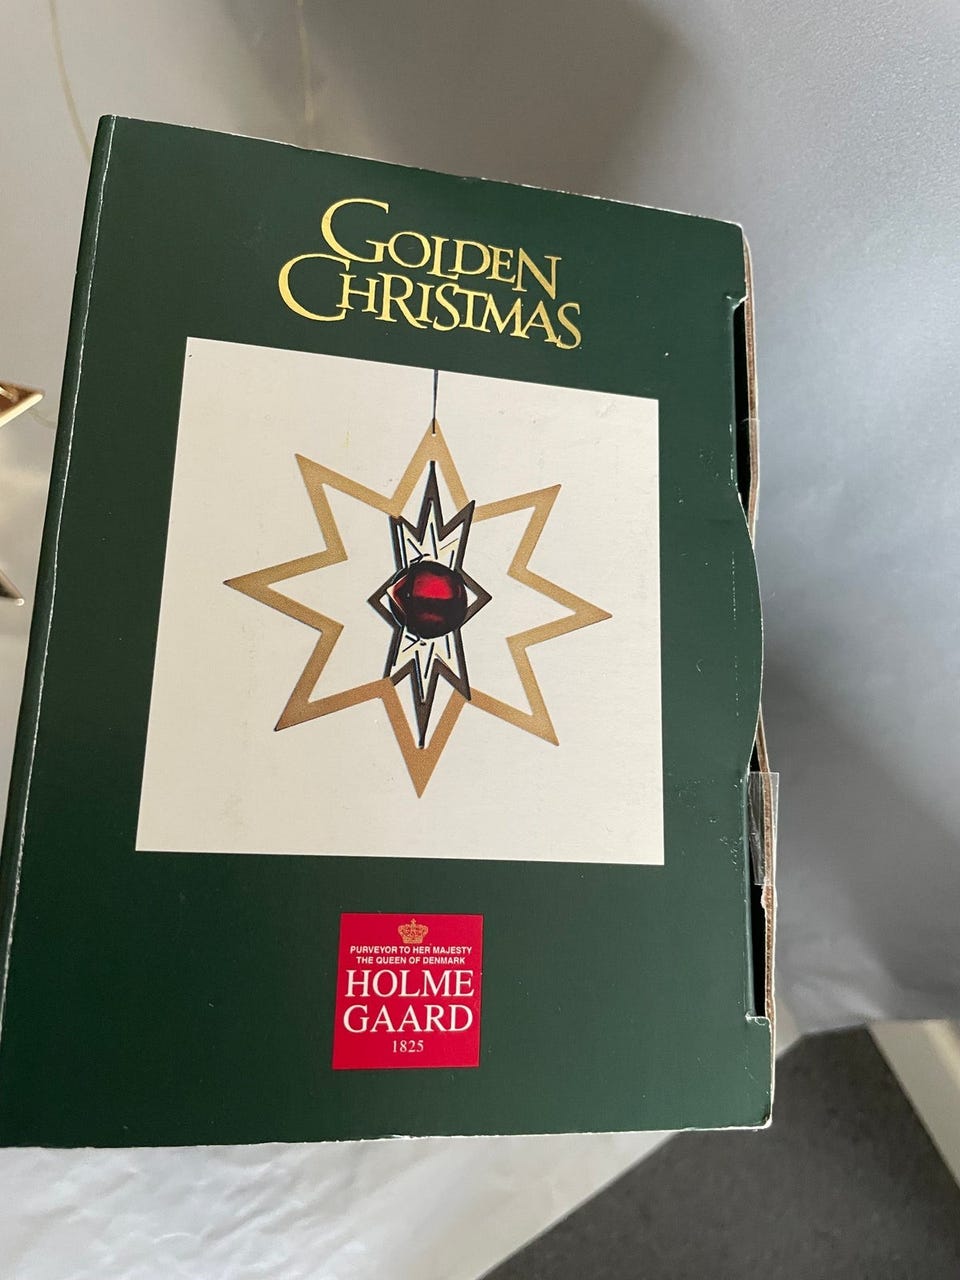 GOLDEN
CHRISTMAS
PURVEYOR TO HER MAJESTY
THE QUEEN OF DENMARK
HOLME
GAARD
1825